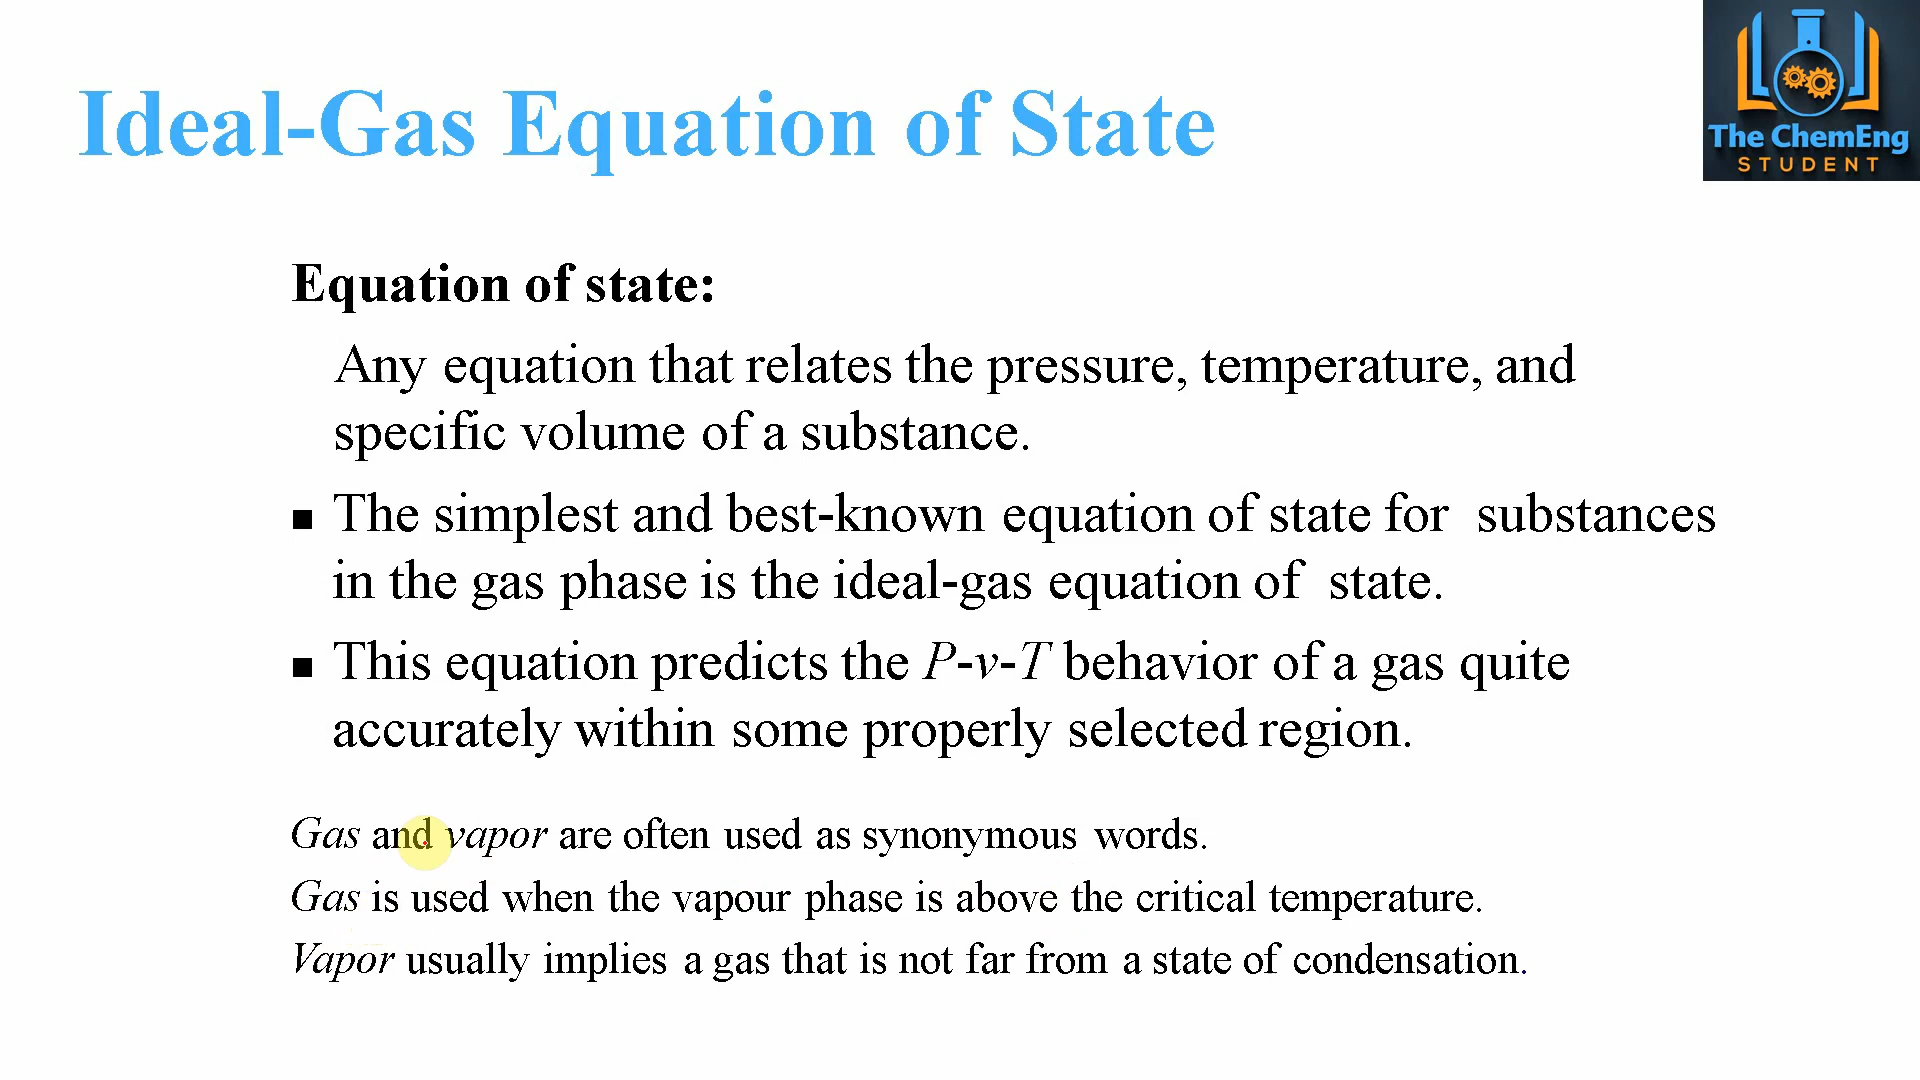 Ideal-Gas Equation of State
The ChemEng
STUDENT
Equation of state:
Any equation that relates the pressure, temperature, and
specific volume of a substance.
▪ The simplest and best-known equation of state for substances
in the gas phase is the ideal-gas equation of state.
▪ This equation predicts the P-v-T behavior of a gas quite
accurately within some properly selected region.
Gas and vapor are often used as synonymous words.
Gas is used when the vapour phase is above the critical temperature.
Vapor usually implies a gas that is not far from a state of condensation.